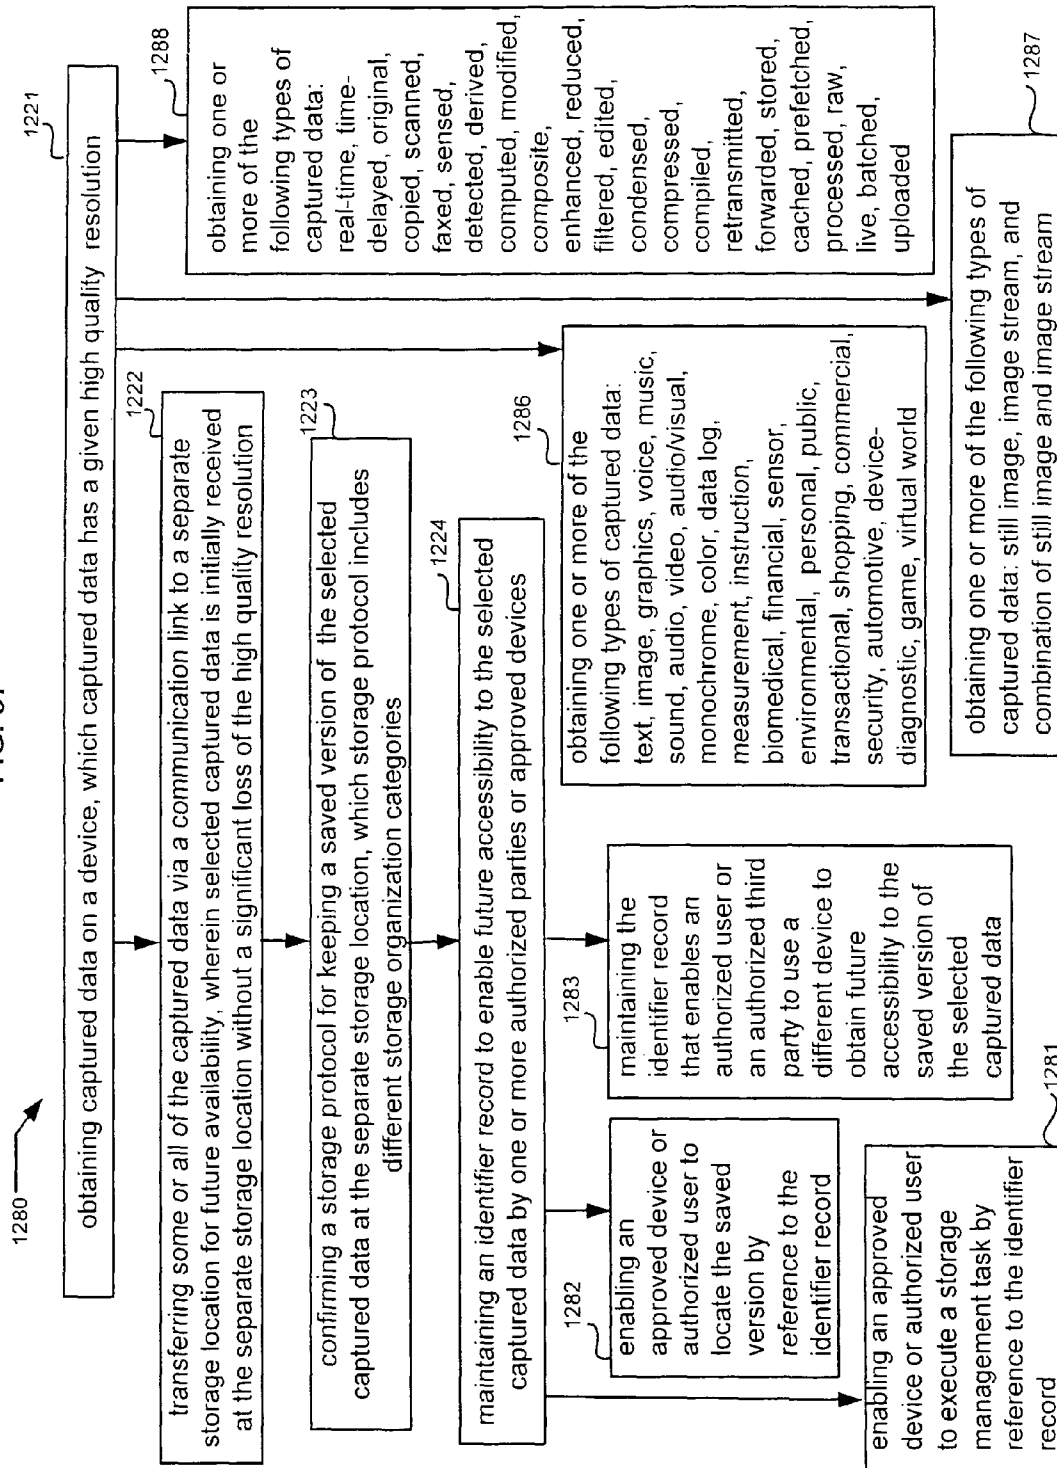 1280
1221
obtaining captured data on a device, which captured data has a given high quality resolution
1222
transferring some or all of the captured data via a communication link to a separate
storage location for future availability, wherein selected captured data is initially received
at the separate storage location without a significant loss of the high quality resolution
1223
confirming a storage protocol for keeping a saved version of the selected
captured data at the separate storage location, which storage protocol includes
different storage organization categories
1224
maintaining an identifier record to enable future accessibility to the selected
captured data by one or more authorized parties or approved devices
1281
enabling an approved
device or authorized user
to execute a storage
management task by
reference to the identifier
record
1282
enabling an
approved device or
authorized user to
locate the saved
version by
reference to the
identifier record
1283
maintaining the
identifier record
that enables an
authorized user or
an authorized third
party to use a
different device to
obtain future
accessibility to the
saved version of
the selected
captured data
1286
obtaining one or more of the
following types of captured data:
text, image, graphics, voice, music,
sound, audio, video, audio/visual,
monochrome, color, data log,
measurement, instruction,
biomedical, financial, sensor,
environmental, personal, public,
transactional, shopping, commercial,
security, automotive, device-
diagnostic, game, virtual world
1288
obtaining one or
more of the
following types of
captured data:
real-time, time-
delayed, original,
copied, scanned,
faxed, sensed,
detected, derived,
computed, modified,
composite,
enhanced, reduced,
filtered, edited,
condensed,
compressed,
compiled,
retransmitted,
forwarded, stored,
cached, prefetched,
processed, raw,
live, batched,
uploaded
1287
obtaining one or more of the following types of
captured data: still image, image stream, and
combination of still image and image stream